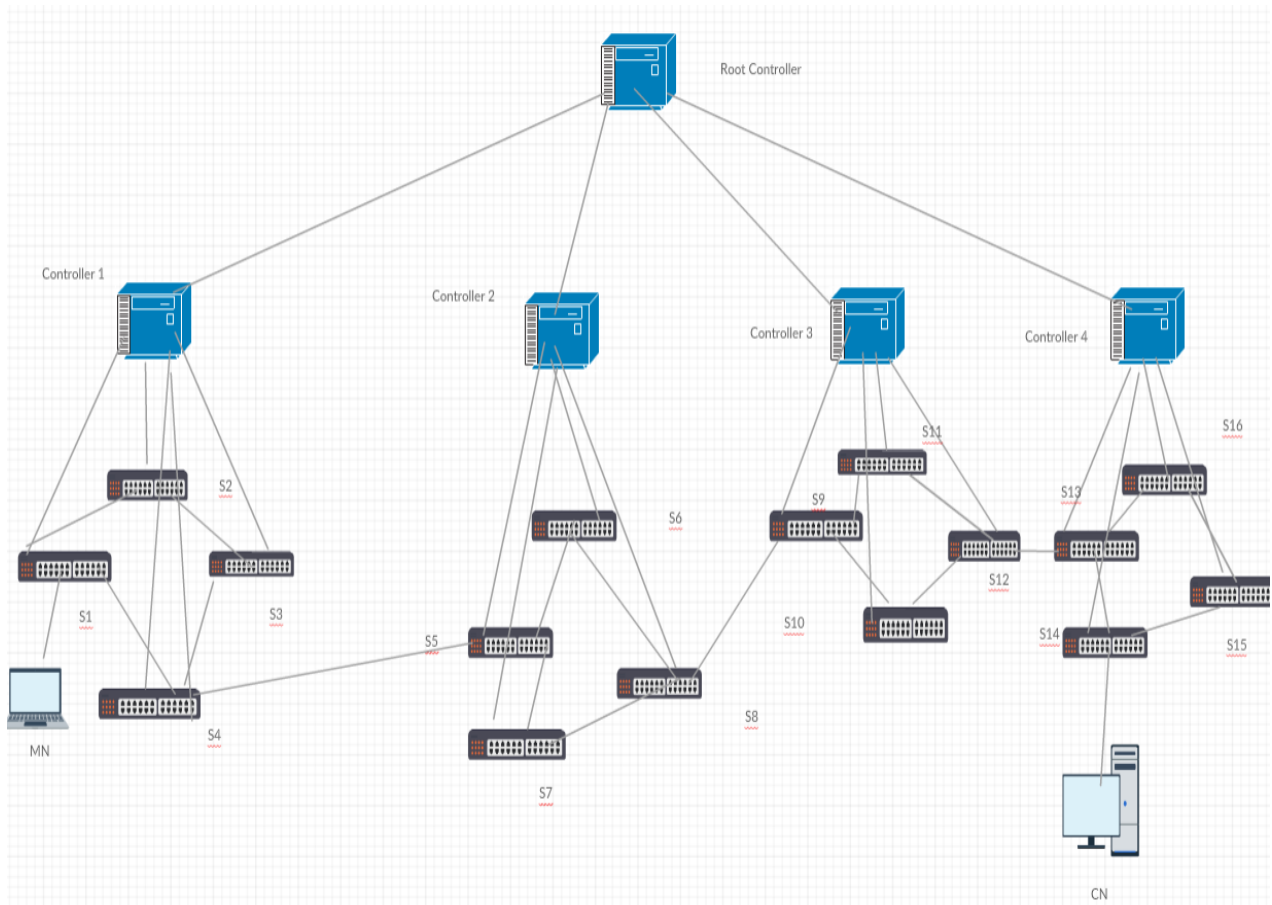 Root Controller
Controller 1
Controller 2
Controller 3
Controller 4
S11
S16
S2
S9
S13
S6
S1
S3
S12
S10
S5
S14
S15
S8
S4
MN
S7
CN